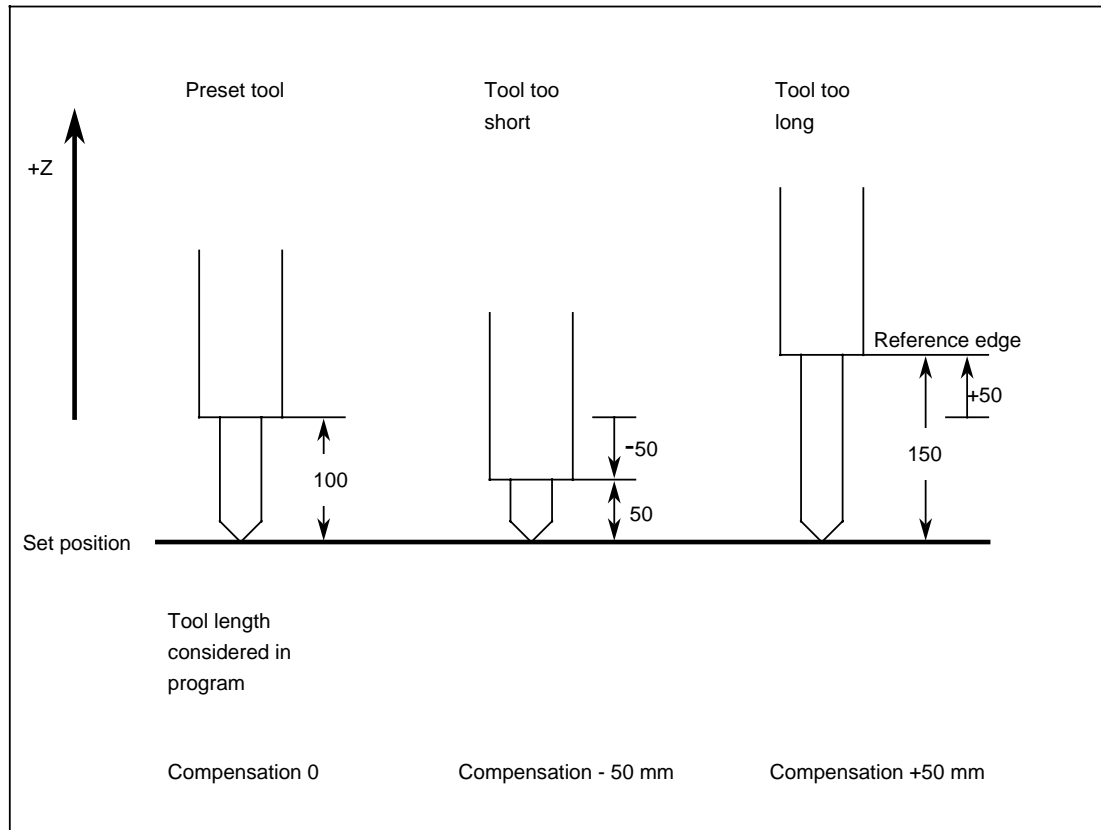 Preset tool
Tool too
short
Tool too
long
+Z
Reference edge
+50
-50
150
100
50
Set position
Tool length
considered in
program
Compensation 0
Compensation - 50 mm
Compensation +50 mm